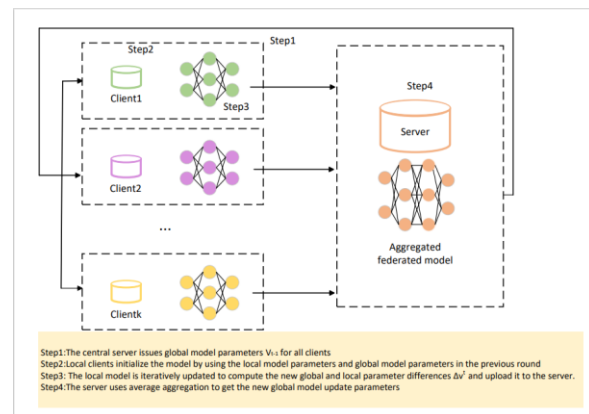 Step1
Step2
Client1
Step3
Step4
Server
Client2
Aggregated
federated model
...
Clientk
Step1:The central server issues global model parameters Vₜ₋₁ for all clients
Step2:Local clients initialize the model by using the local model parameters and global model parameters in the previous round
Step3: The local model is iteratively updated to compute the new global and local parameter differences and upload it to the server.
Step4:The server uses average aggregation to get the new global model update parameters